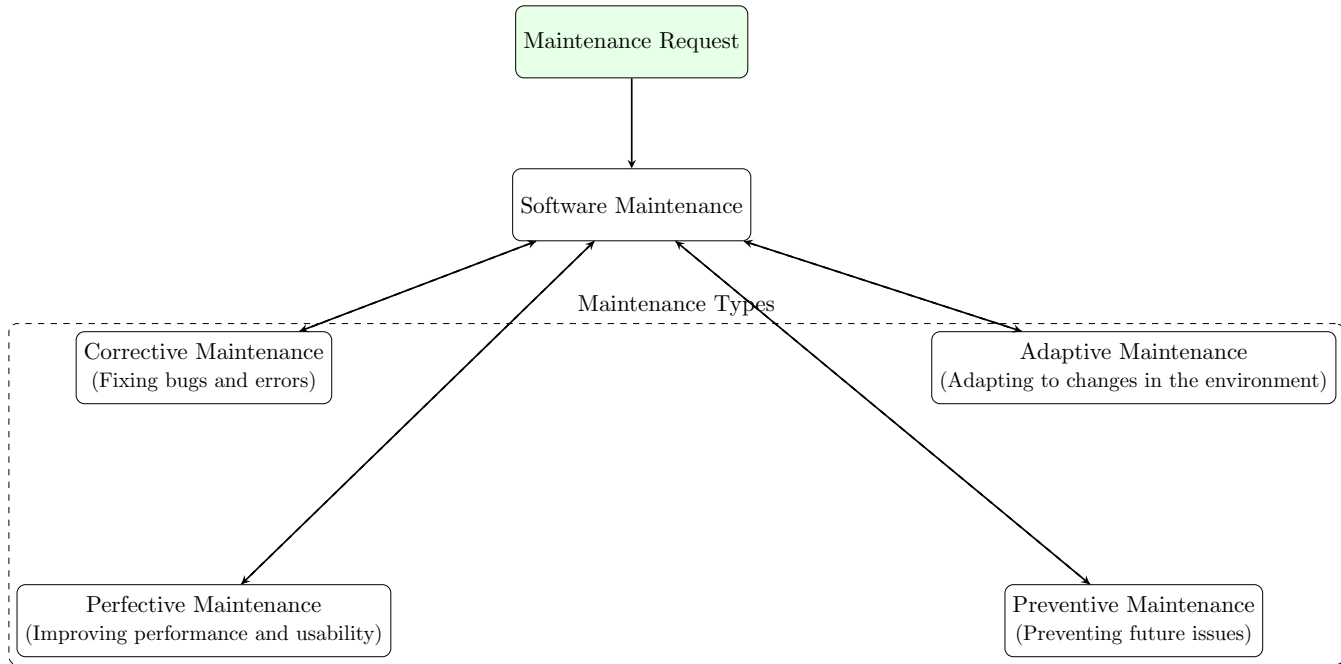 Maintenance Request
Software Maintenance
Maintenance Types
Corrective Maintenance
(Fixing bugs and errors)
Adaptive Maintenance
(Adapting to changes in the environment)
Perfective Maintenance
(Improving performance and usability)
Preventive Maintenance
(Preventing future issues)